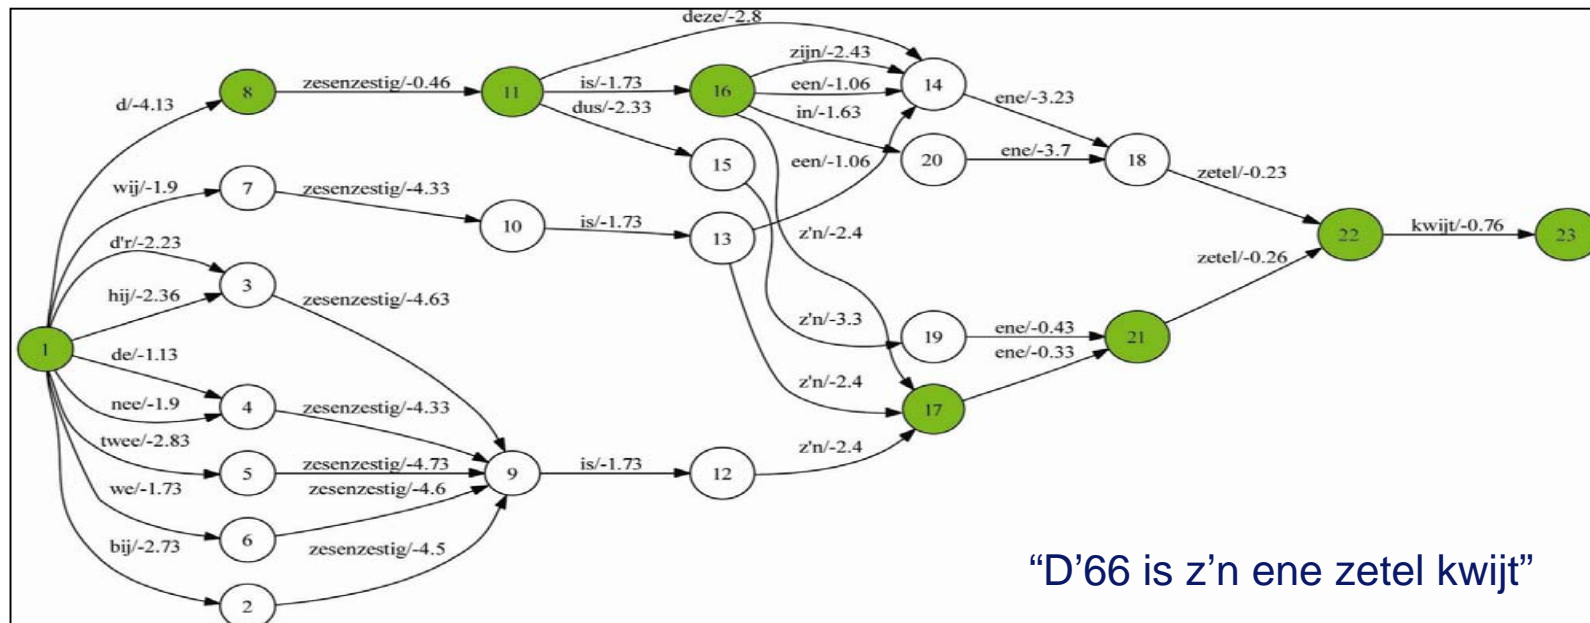 deze/-2.8
zijn/-2.43
d/-4.13
8
zesenzestig/-0.46
11
is/-1.73
16
een/-1.06
14
ene/-3.23
dus/-2.33
in/-1.63
15
een/-1.06
20
ene/-3.7
18
zetel/-0.23
wij/-1.9
7
zesenzestig/-4.33
10
is/-1.73
13
z'n/-2.4
22
kwijt/-0.76
23
d'r/-2.23
hij/-2.36
3
zesenzestig/-4.63
zetel/-0.26
1
z'n/-3.3
19
ene/-0.43
21
ene/-0.33
de/-1.13
nee/-1.9
4
zesenzestig/-4.33
z'n/-2.4
17
twee/-2.83
5
zesenzestig/-4.73
9
is/-1.73
12
z'n/-2.4
we/-1.73
zesenzestig/-4.6
6
bij/-2.73
zesenzestig/-4.5
2
“D’66 is z’n ene zetel kwijt”